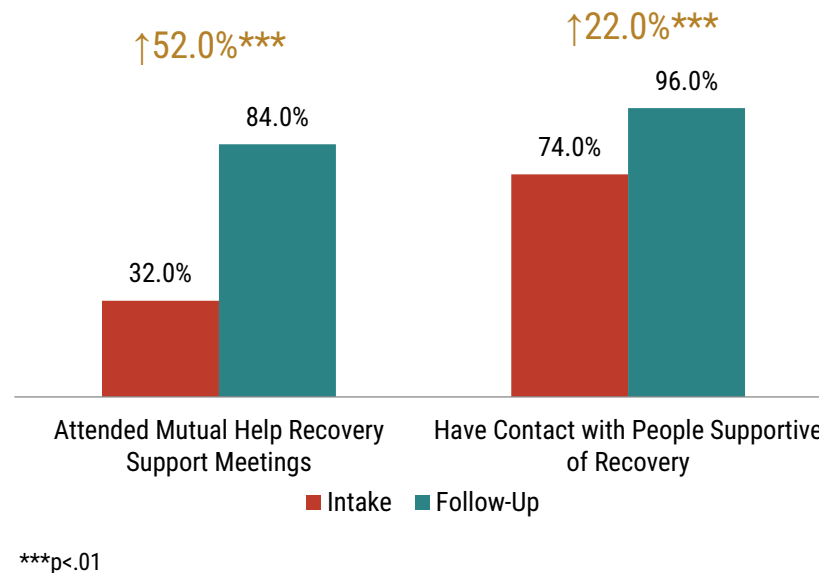 ↑52.0%***
↑22.0%***
32.0%
84.0%
74.0%
96.0%
Attended Mutual Help Recovery
Support Meetings
Have Contact with People Supportive
of Recovery
Intake
Follow-Up
***p<.01